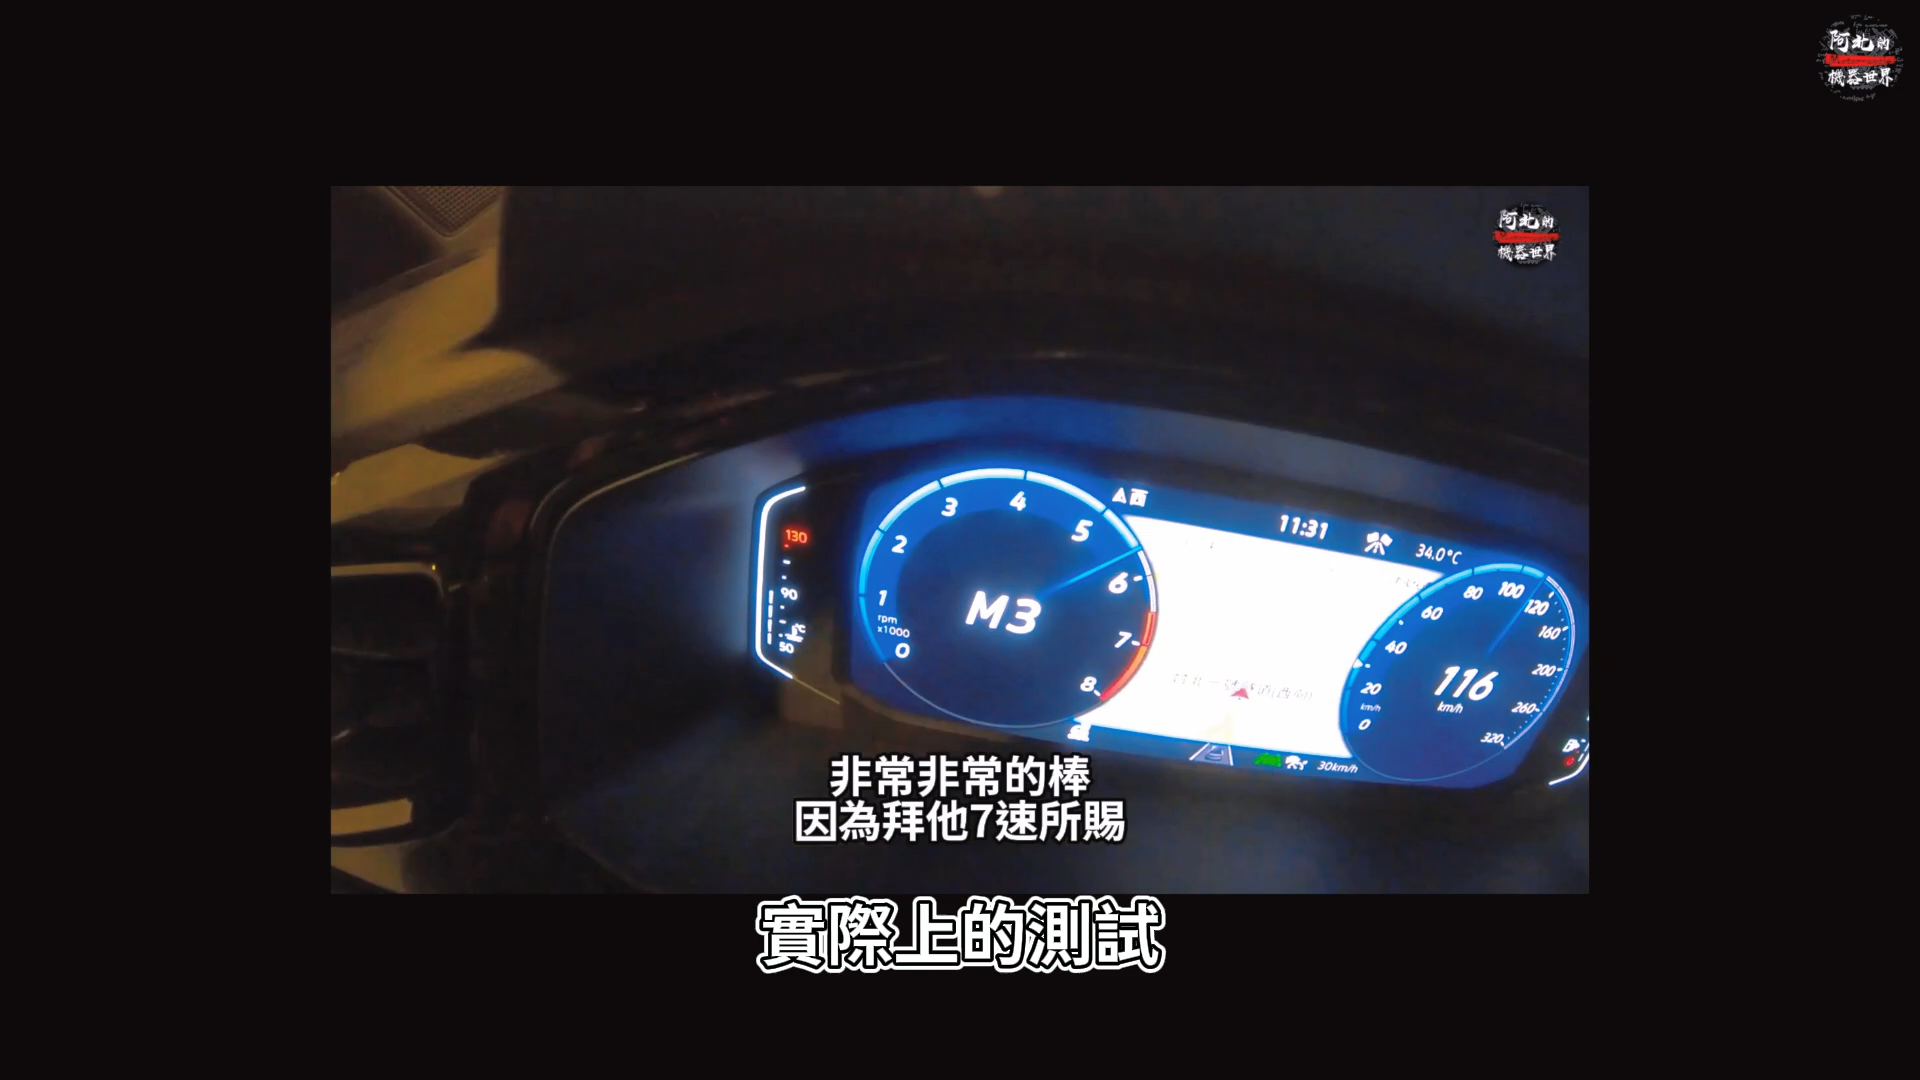 阿北的
機器世界
阿北的
機器世界
130
90
°C
50
1
2
3
4
5
6
7
8
rpm
x1000
0
M3
西
11:31
34.0°C
0
20
40
60
80
100
120
160
200
260
320
km/h
116
km/h
30km/h
非常非常的棒
因為拜他7速所賜
實際上的測試